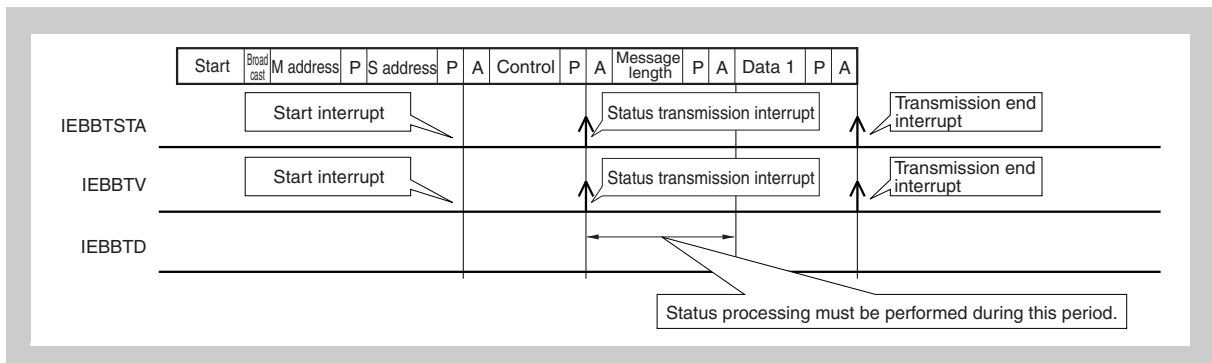 Start Broad cast M address P S address P A Control P A Message length P A Data 1 P A
IEBBTSTA
Start interrupt
Status transmission interrupt
Transmission end
interrupt
IEBBTV
Start interrupt
Status transmission interrupt
Transmission end
interrupt
IEBBTD
Status processing must be performed during this period.